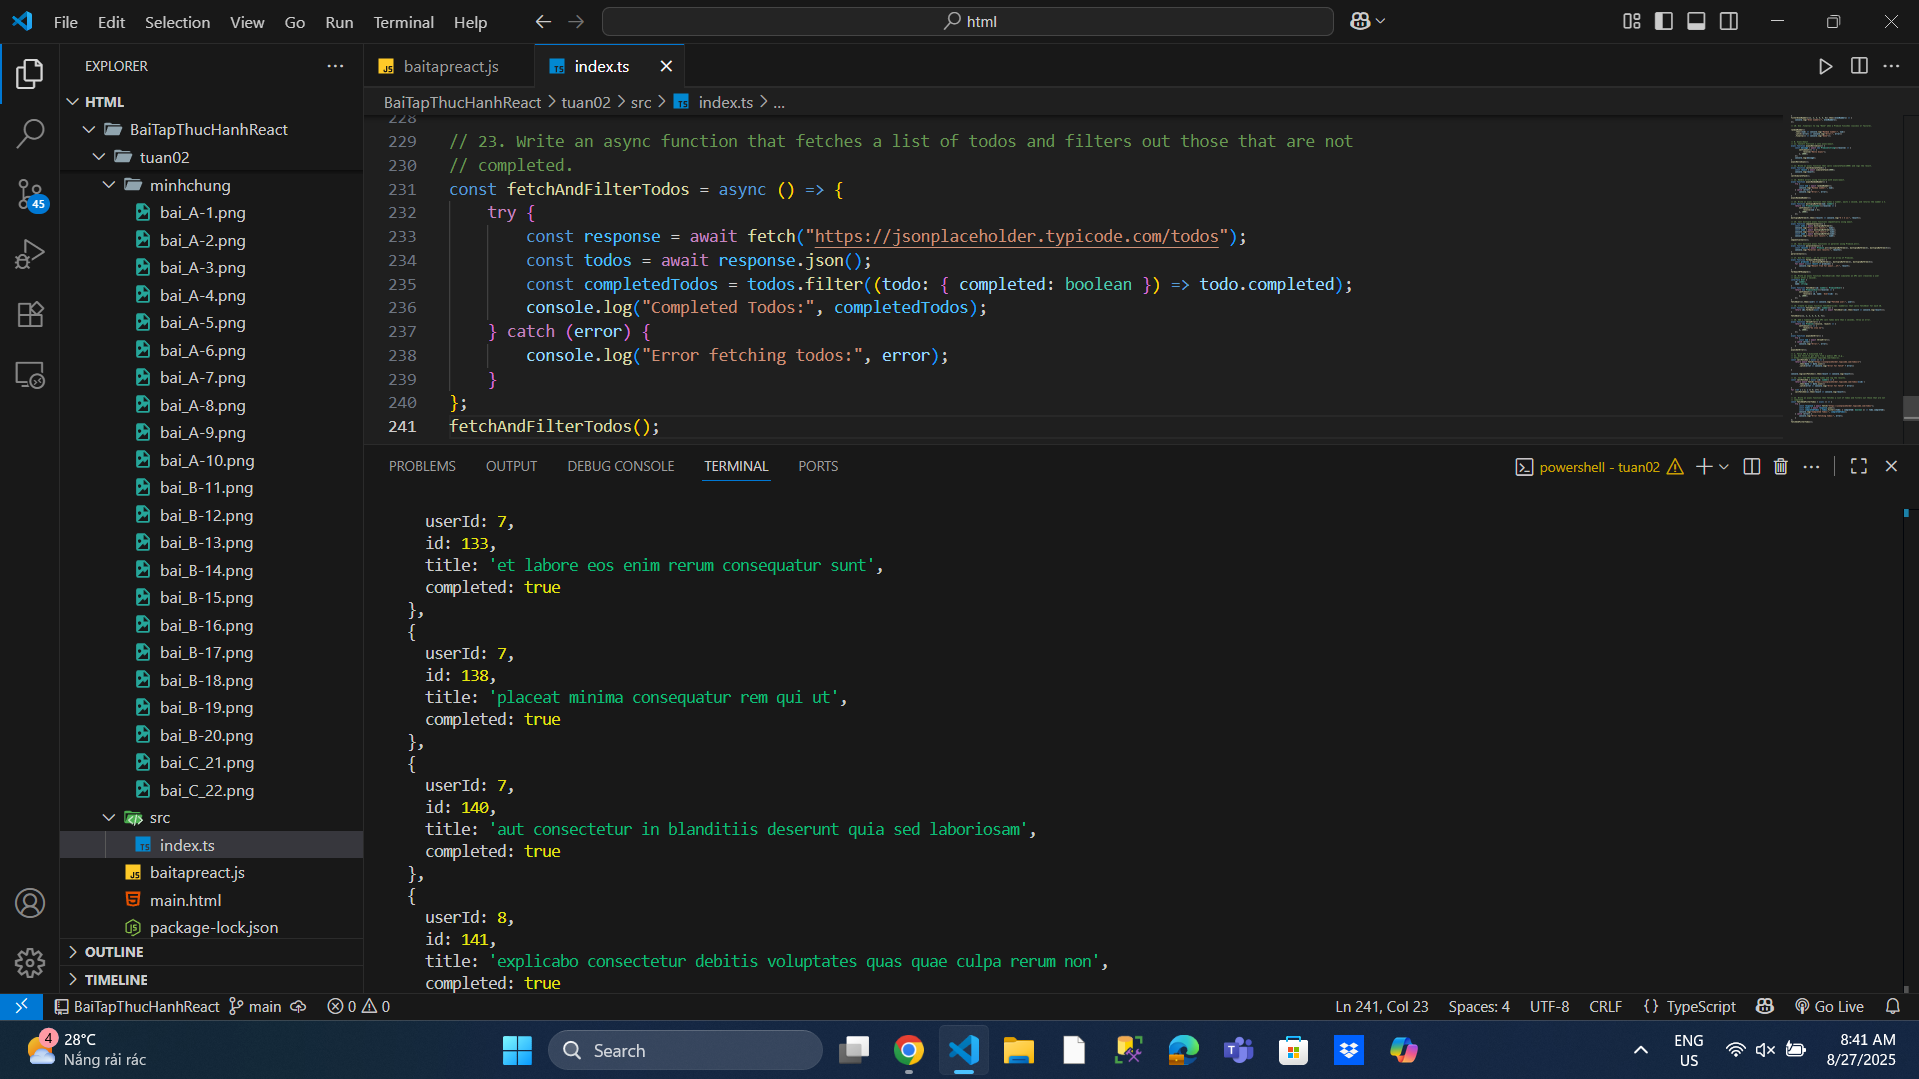 File Edit Selection View Go Run Terminal Help
html
EXPLORER
HTML
BaiTapThucHanhReact
tuan02
minhchung
bai_A-1.png
bai_A-2.png
bai_A-3.png
bai_A-4.png
bai_A-5.png
bai_A-6.png
bai_A-7.png
bai_A-8.png
bai_A-9.png
bai_A-10.png
bai_B-11.png
bai_B-12.png
bai_B-13.png
bai_B-14.png
bai_B-15.png
bai_B-16.png
bai_B-17.png
bai_B-18.png
bai_B-19.png
bai_B-20.png
bai_C_21.png
bai_C_22.png
src
index.ts
baitapreact.js
main.html
package-lock.json
OUTLINE
TIMELINE
45
baitapreact.js
index.ts
BaiTapThucHanhReact > tuan02 > src > index.ts > ...
228
229 // 23. Write an async function that fetches a list of todos and filters out those that are not
230 // completed.
231 const fetchAndFilterTodos = async () => {
232 try {
233 const response = await fetch("https://jsonplaceholder.typicode.com/todos");
234 const todos = await response.json();
235 const completedTodos = todos.filter((todo: { completed: boolean }) => todo.completed);
236 console.log("Completed Todos:", completedTodos);
237 } catch (error) {
238 console.log("Error fetching todos:", error);
239 }
240 };
241 fetchAndFilterTodos();
PROBLEMS OUTPUT DEBUG CONSOLE TERMINAL PORTS
powershell - tuan02
userId: 7,
id: 133,
title: 'et labore eos enim rerum consequatur sunt',
completed: true
},
{
userId: 7,
id: 138,
title: 'placeat minima consequatur rem qui ut',
completed: true
},
{
userId: 7,
id: 140,
title: 'aut consectetur in blanditiis deserunt quia sed laboriosam',
completed: true
},
{
userId: 8,
id: 141,
title: 'explicabo consectetur debitis voluptates quas quae culpa rerum non',
completed: true
BaiTapThucHanhReact main 0 0
Ln 241, Col 23 Spaces: 4 UTF-8 CRLF {} TypeScript Go Live
4
28°C
Nắng rải rác
Search
ENG
US
8:41 AM
8/27/2025